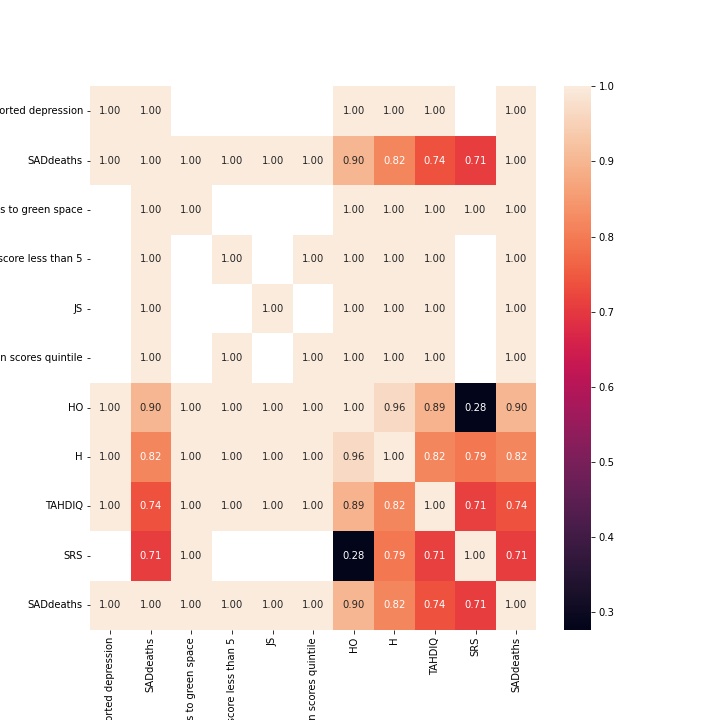 orted depression 1.00 1.00 1.00 1.00 1.00 1.00 1.0
SADdeaths 1.00 1.00 1.00 1.00 1.00 1.00 0.90 0.82 0.74 0.71 1.00 0.9
s to green space 1.00 1.00 1.00 1.00 1.00 1.00 1.00
score less than 5 1.00 1.00 1.00 1.00 1.00 1.00 1.00 0.8
JS 1.00 1.00 1.00 1.00 1.00 1.00 0.7
n scores quintile 1.00 1.00 1.00 1.00 1.00 1.00 1.00 0.6
HO 1.00 0.90 1.00 1.00 1.00 1.00 1.00 0.96 0.89 0.28 0.90
H 1.00 0.82 1.00 1.00 1.00 1.00 0.96 1.00 0.82 0.79 0.82 0.5
TAHDIQ 1.00 0.74 1.00 1.00 1.00 1.00 0.89 0.82 1.00 0.71 0.74
SRS 0.71 1.00 0.28 0.79 0.71 1.00 0.71 0.4
SADdeaths 1.00 1.00 1.00 1.00 1.00 1.00 0.90 0.82 0.74 0.71 1.00 0.3
orted depression
SADdeaths
s to green space
score less than 5
JS
n scores quintile
HO
H
TAHDIQ
SRS
SADdeaths